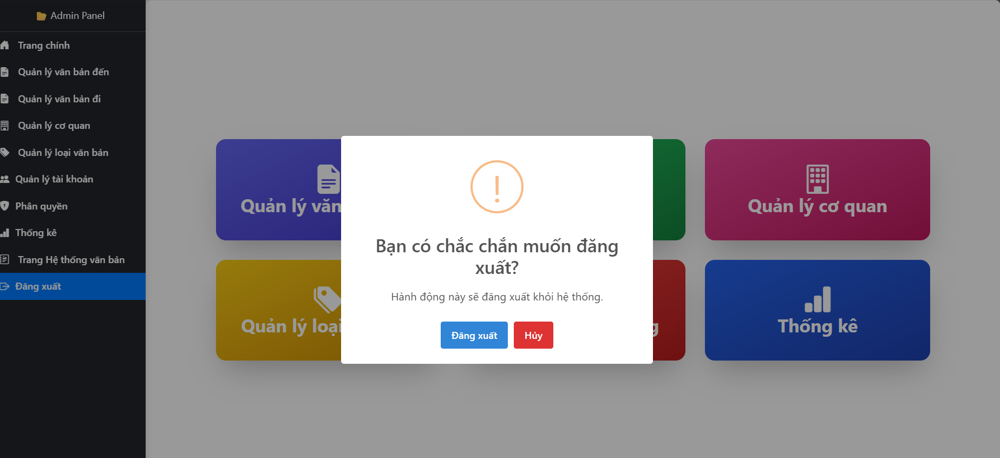 Admin Panel
Trang chính
Quản lý văn bản đến
Quản lý văn bản đi
Quản lý cơ quan
Quản lý loại văn bản
Quản lý tài khoản
Phân quyền
Thống kê
Trang Hệ thống văn bản
Đăng xuất
Quản lý văn
Quản lý cơ quan
Quản lý loại
Thống kê
Bạn có chắc chắn muốn đăng
xuất?
Hành động này sẽ đăng xuất khỏi hệ thống.
Đăng xuất
Hủy